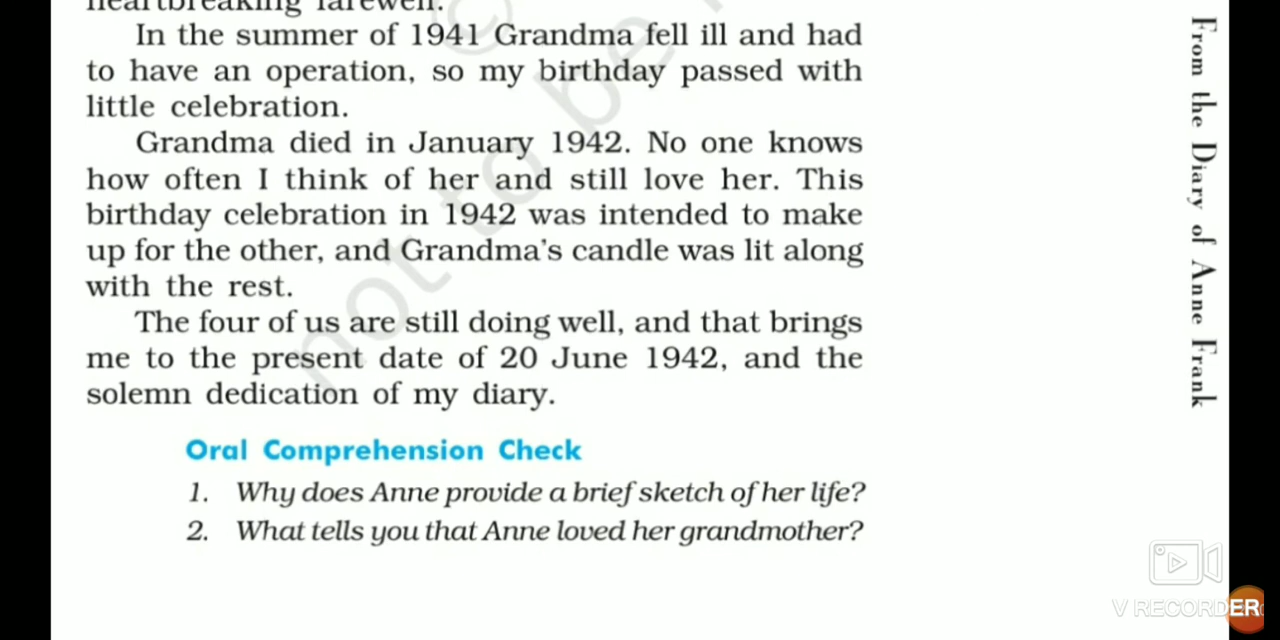 heartbreaking farewell.
In the summer of 1941 Grandma fell ill and had
to have an operation, so my birthday passed with
little celebration.
Grandma died in January 1942. No one knows
how often I think of her and still love her. This
birthday celebration in 1942 was intended to make
up for the other, and Grandma's candle was lit along
with the rest.
The four of us are still doing well, and that brings
me to the present date of 20 June 1942, and the
solemn dedication of my diary.
Oral Comprehension Check
1. Why does Anne provide a brief sketch of her life?
2. What tells you that Anne loved her grandmother?
From the Diary of Anne Frank
not to be
©
V RECORDER